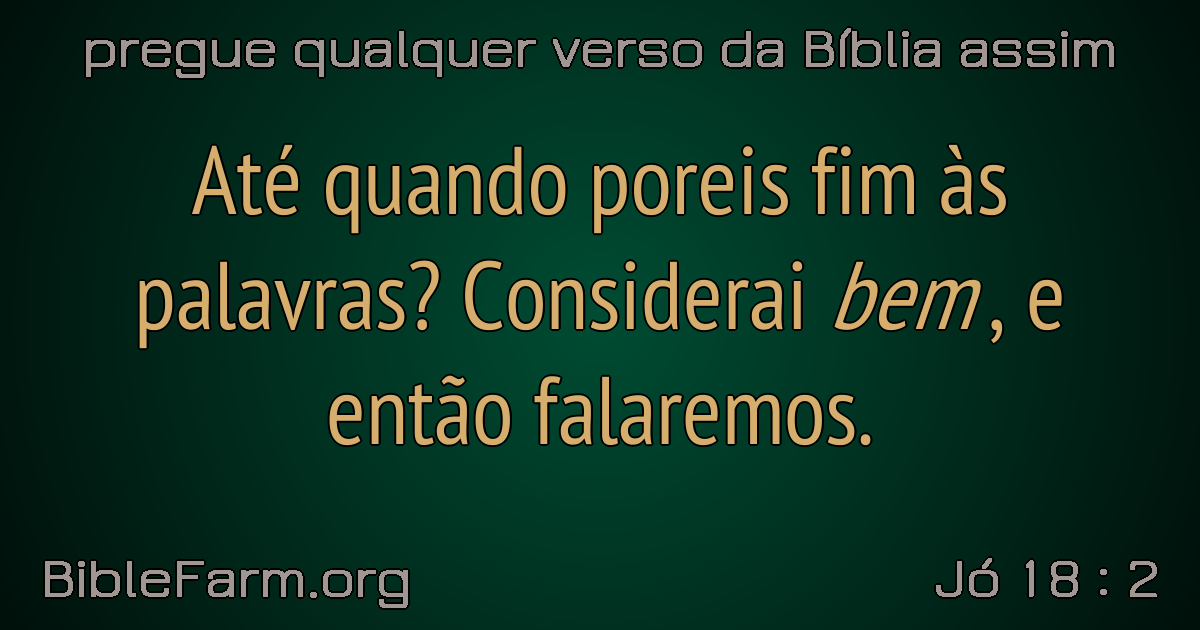 pregue qualquer verso da Bíblia assim
Até quando poreis fim às
palavras? Considerai bem, e
então falaremos.
BibleFarm.org
Jó 18 : 2